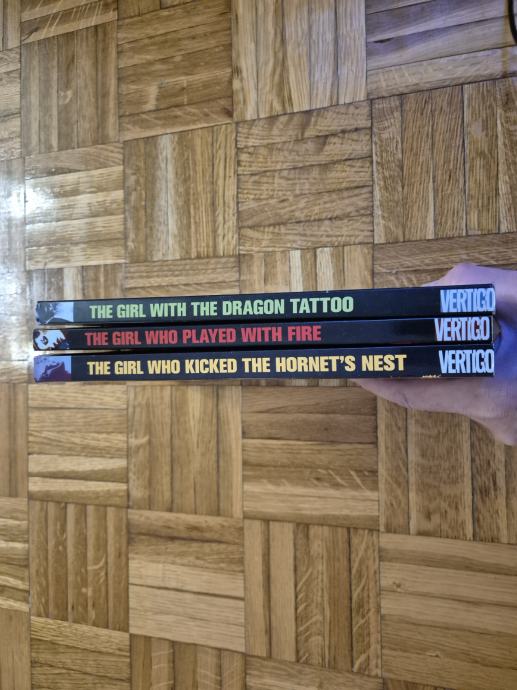 THE GIRL WITH THE DRAGON TATTOO VERTIGO
THE GIRL WHO PLAYED WITH FIRE VERTIGO
THE GIRL WHO KICKED THE HORNET'S NEST VERTIGO